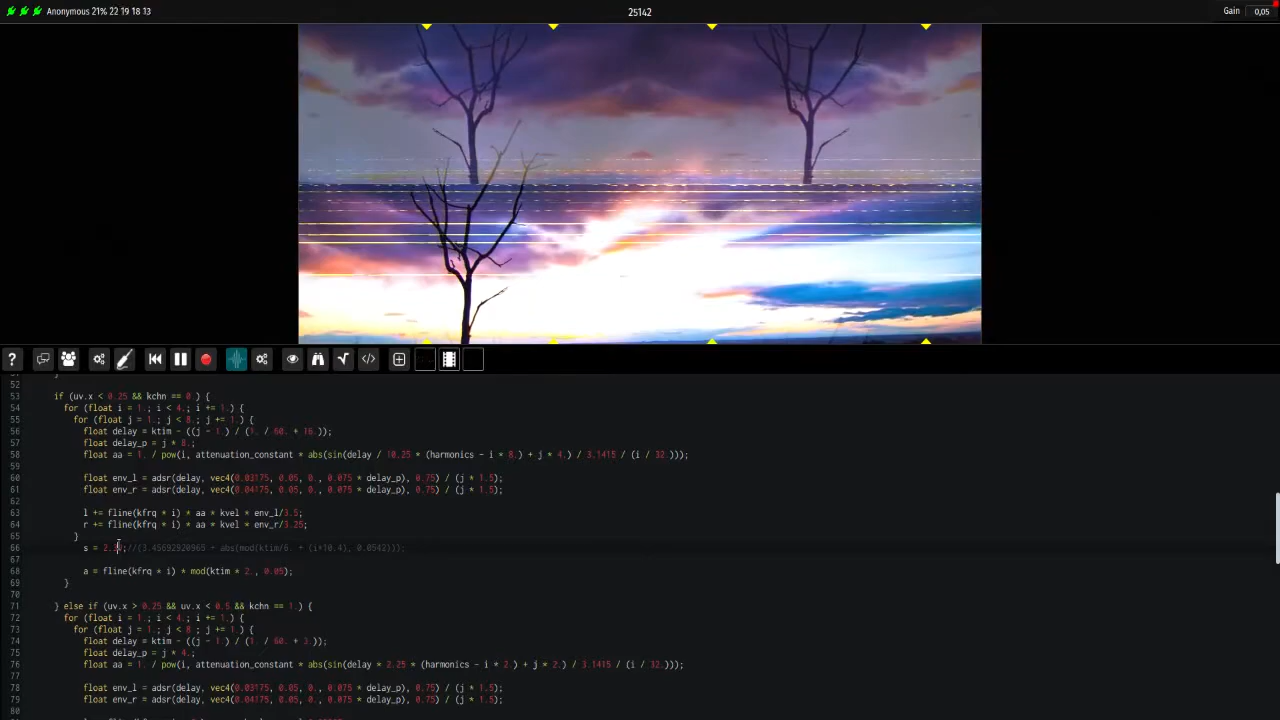 Anonymous 21% 22 19 18 13
25142
Gain 0,05
?
52
53 if (uv.x < 0.25 && kchn == 0.) {
54 for (float i = 1.; i < 4.; i += 1.) {
55 for (float j = 1.; j < 8.; j += 1.) {
56 float delay = ktim - ((j - 1.) / (1. / 60. + 16.));
57 float delay_p = j * 8.;
58 float aa = 1. / pow(i, attenuation_constant * abs(sin(delay / 10.25 * (harmonics - i * 8.) + j * 4.) / 3.1415 / (i / 32.)));
59
60 float env_l = adsr(delay, vec4(0.03175, 0.05, 0., 0.075 * delay_p), 0.75) / (j * 1.5);
61 float env_r = adsr(delay, vec4(0.04175, 0.05, 0., 0.075 * delay_p), 0.75) / (j * 1.5);
62
63 l += fline(kfrq * i) * aa * kvel * env_l/3.5;
64 r += fline(kfrq * i) * aa * kvel * env_r/3.25;
65 }
66 s = //(3.45692920965 + abs(mod(ktim/6. + (i*10.4), 0.0542)));
67
68 a = fline(kfrq * i) * mod(ktim * 2., 0.05);
69 }
70
71 } else if (uv.x > 0.25 && uv.x < 0.5 && kchn == 1.) {
72 for (float i = 1.; i < 4.; i += 1.) {
73 for (float j = 1.; j < 8.; j += 1.) {
74 float delay = ktim - ((j - 1.) / (1. / 60. + 3.));
75 float delay_p = j * 4.;
76 float aa = 1. / pow(i, attenuation_constant * abs(sin(delay * 2.25 * (harmonics - i * 2.) + j * 2.) / 3.1415 / (i / 32.)));
77
78 float env_l = adsr(delay, vec4(0.03175, 0.05, 0., 0.075 * delay_p), 0.75) / (j * 1.5);
79 float env_r = adsr(delay, vec4(0.04175, 0.05, 0., 0.075 * delay_p), 0.75) / (j * 1.5);
80